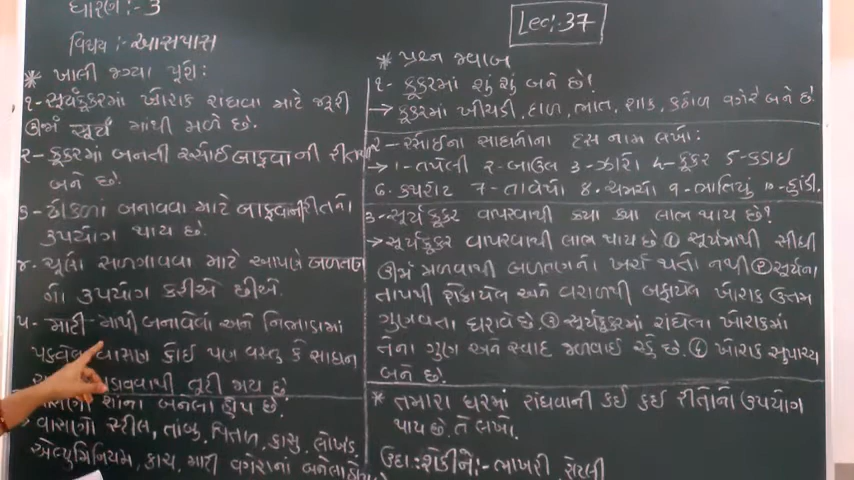 ધોરણ:- 3
વિષય :- આસપાસ
* ખાલી જગ્યા પૂરો:
૧- સૂર્યકૂકરમાં ખોરાક રાંધવા માટે જરૂરી
ઊર્જા સૂર્ય માંથી મળે છે.
૨- કૂકરમાં બનતી રસોઈ બાફવાની
બને છે.
૩- ઢોકળાં બનાવવા માટે બાફવાની રીતનો
ઉપયોગ થાય છે.
૪- ચૂલો સળગાવવા માટે આપણે બળતણ
નો ઉપયોગ કરીએ છીએ.
૫- માટી માંથી બનાવેલાં અને નિભાડામાં
વાસણ કોઈ પણ વસ્તુ કે સાધન
તૂટી જાય છે.
શાના બનેલા હોય છે.
વાસણો સ્ટીલ, તાંબુ, પિતળ, કાંસુ, લોખંડ
એલ્યુમિનિયમ, કાચ, માટી વગેરેનાં બનેલા
Lec:-37
* પ્રશ્ન જવાબ
૧- કૂકરમાં શું શું બને છે?
→ કૂકરમાં ખીચડી, દાળ, ભાત, શાક, કઠોળ વગેરે બને છે
૨- રસોઈના સાધનોના દસ નામ લખો:
→ ૧- તપેલી ૨- બાઉલ ૩- ઝારો ૪- કૂકર ૫- કડાઈ
૬. કથરોટ ૭- તાવેથો ૮. ચમચો ૯- ભાતિયું ૧૦- કુંડી.
૩- સૂર્યકૂકર વાપરવાથી ક્યા ક્યા લાભ થાય છે?
→ સૂર્યકૂકર વાપરવાથી લાભ થાય છે ① સૂર્યમાંથી સીધી
ઊર્જા મળવાથી બળતણનો ખર્ચ થતો નથી ② સૂર્યના
તાપથી શેકાયેલ અને વરાળથી બફાયેલ ખોરાક ઉત્તમ
ગુણવત્તા ધરાવે છે. ③ સૂર્યકૂકરમાં રાંધેલા ખોરાકમાં
તેના ગુણ અને સ્વાદ જળવાઈ રહે છે. ④ ખોરાક સુપાચ્ય
બને છે.
* તમારા ઘરમાં રાંધવાની કઈ કઈ રીતોનો ઉપયોગ
થાય છે. તે લખો.
ઉદા: શેકીને:- ભાખરી, રોટલી